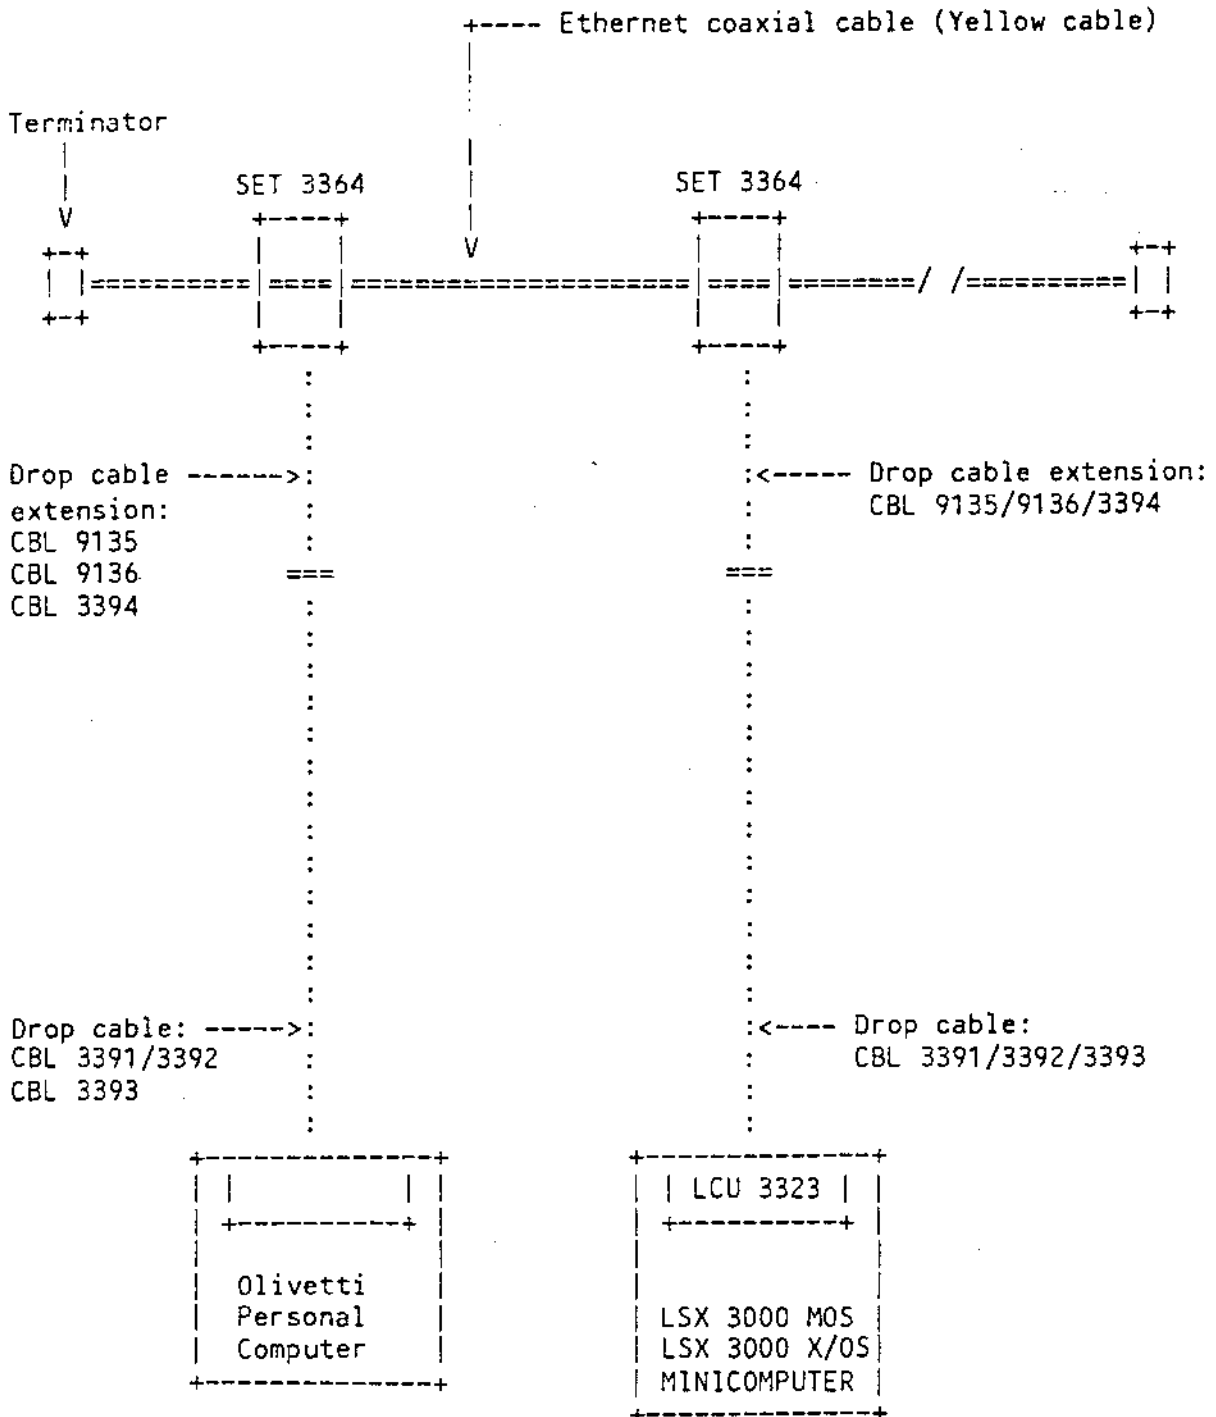 Ethernet coaxial cable (Yellow cable)
Terminator
SET 3364
SET 3364
Drop cable
extension:
CBL 9135
CBL 9136
CBL 3394
Drop cable extension:
CBL 9135/9136/3394
Drop cable:
CBL 3391/3392
CBL 3393
Drop cable:
CBL 3391/3392/3393
Olivetti
Personal
Computer
LCU 3323
LSX 3000 MOS
LSX 3000 X/OS
MINICOMPUTER